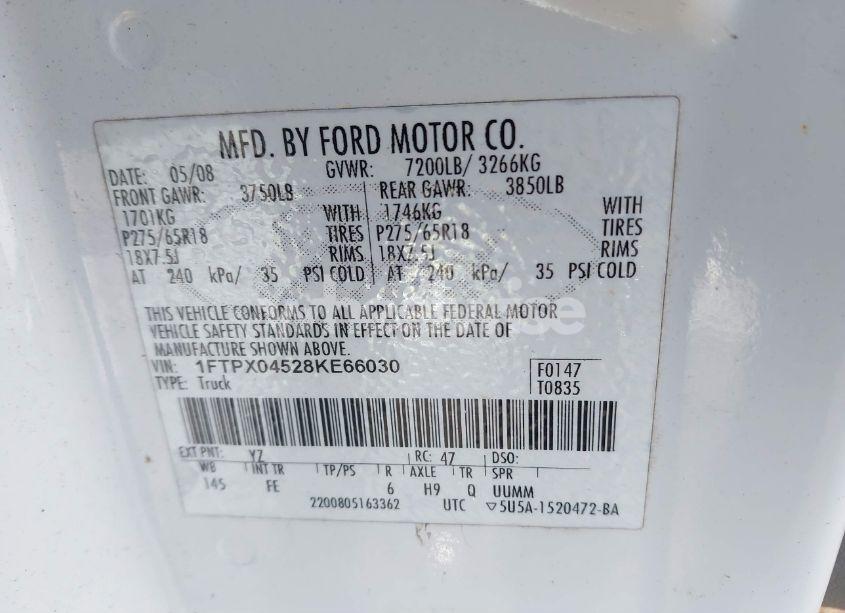 MFD. BY FORD MOTOR CO.
DATE: 05/08 GVWR: 7200LB/ 3266KG
FRONT GAWR: 3750LB REAR GAWR: 3850LB
1701KG WITH 1746KG WITH
P275/65R18 TIRES P275/65R18 TIRES
18X7.5J RIMS 18X7.5J RIMS
AT 240 kPa/ 35 PSI COLD AT 240 kPa/ 35 PSI COLD
THIS VEHICLE CONFORMS TO ALL APPLICABLE FEDERAL MOTOR
VEHICLE SAFETY STANDARDS IN EFFECT ON THE DATE OF
MANUFACTURE SHOWN ABOVE.
VIN: 1FTPX04528KE66030 F0147
TYPE: Truck T0835
EXT PNT: YZ RC: 47 DSO:
WB INT TR TP/PS R AXLE TR SPR
145 FE 6 H9 Q UUMM
2200805163362 UTC ▽5U5A-1520472-BA